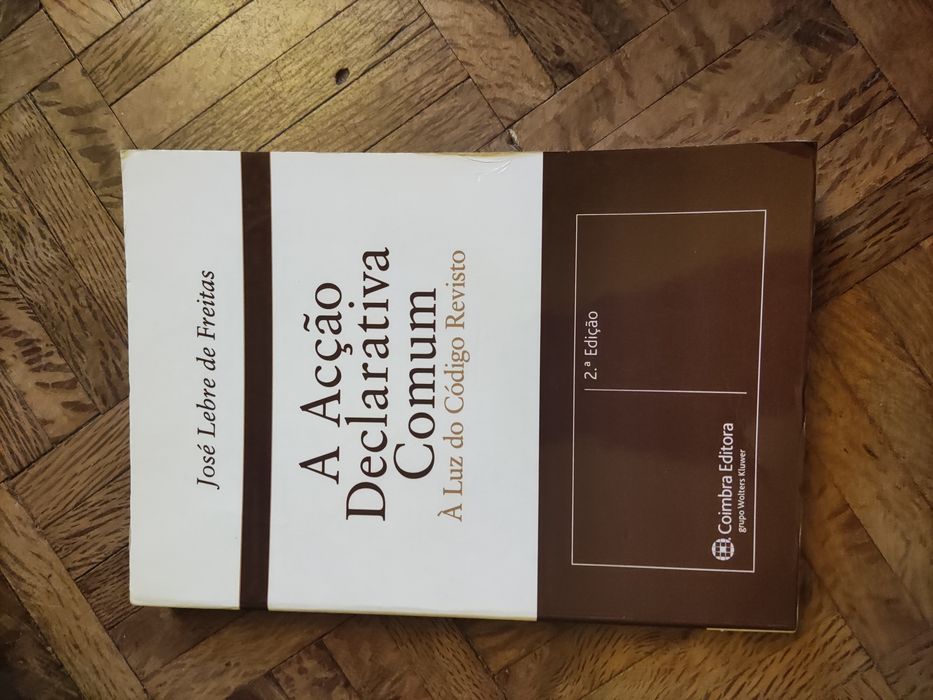 José Lebre de Freitas
A Acção
Declarativa
Comum
À Luz do Código Revisto
2.ª Edição
Coimbra Editora
grupo Wolters Kluwer